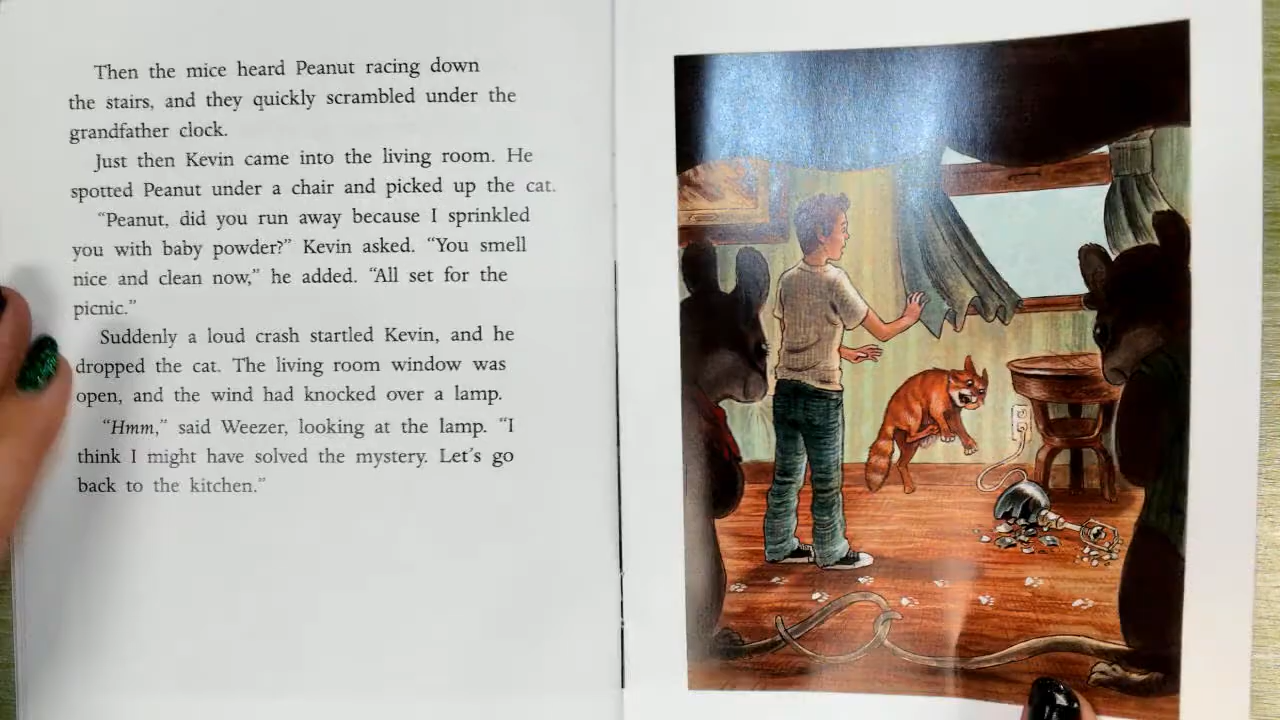 Then the mice heard Peanut racing down
the stairs, and they quickly scrambled under the
grandfather clock.
Just then Kevin came into the living room. He
spotted Peanut under a chair and picked up the cat.
“Peanut, did you run away because I sprinkled
you with baby powder?” Kevin asked. “You smell
nice and clean now,” he added. “All set for the
picnic.”
Suddenly a loud crash startled Kevin, and he
dropped the cat. The living room window was
open, and the wind had knocked over a lamp.
“Hmm,” said Weezer, looking at the lamp. “I
think I might have solved the mystery. Let’s go
back to the kitchen.”